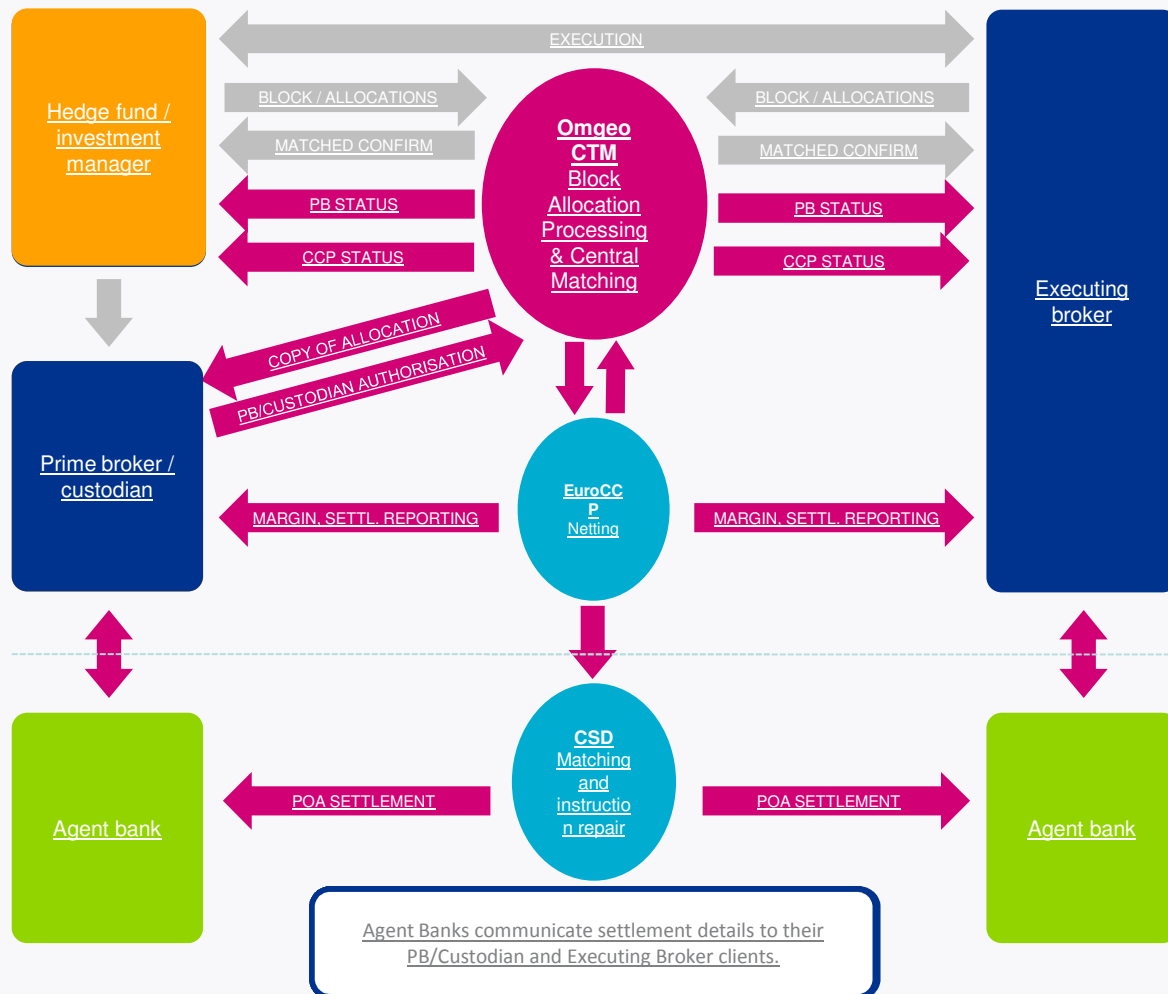 EXECUTION
Hedge fund /
investment
manager
BLOCK / ALLOCATIONS
BLOCK / ALLOCATIONS
MATCHED CONFIRM
MATCHED CONFIRM
PB STATUS
PB STATUS
CCP STATUS
CCP STATUS
Omgeo
CTM
Block
Allocation
Processing
& Central
Matching
Executing
broker
COPY OF ALLOCATION
PB/CUSTODIAN AUTHORISATION
Prime broker /
custodian
EuroCC
P
Netting
MARGIN, SETTL. REPORTING
MARGIN, SETTL. REPORTING
CSD
Matching
and
instructio
n repair
POA SETTLEMENT
POA SETTLEMENT
Agent bank
Agent bank
Agent Banks communicate settlement details to their
PB/Custodian and Executing Broker clients.